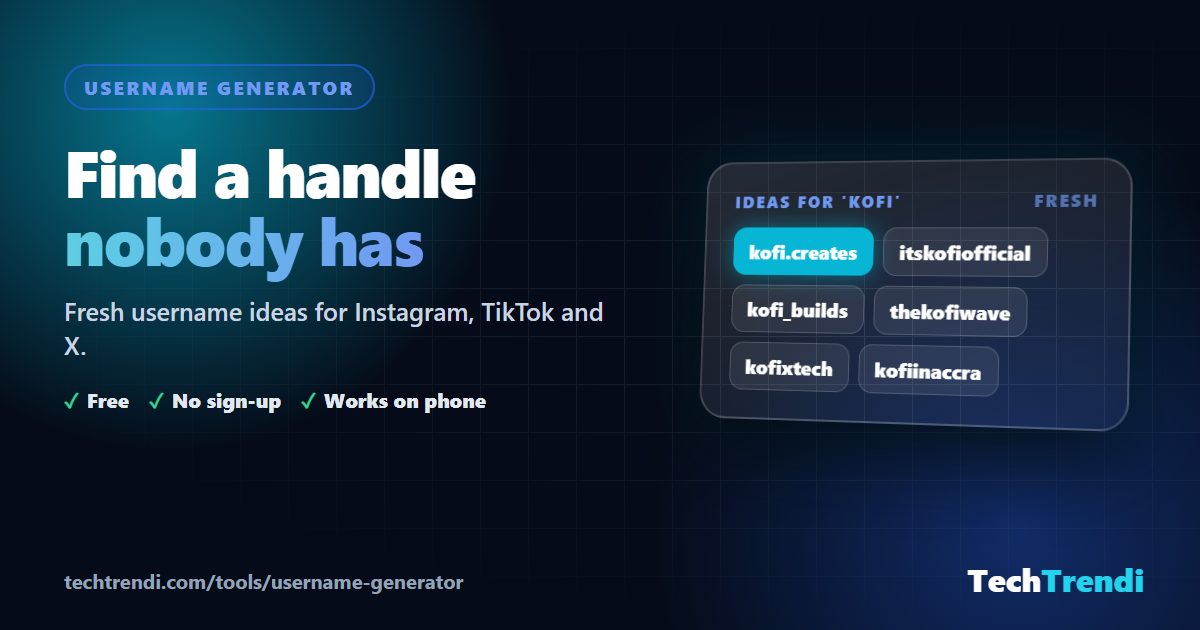 USERNAME GENERATOR
Find a handle
nobody has
Fresh username ideas for Instagram, TikTok and
X.
✓ Free ✓ No sign-up ✓ Works on phone
IDEAS FOR 'KOFI' FRESH
kofi.creates itskofiofficial
kofi_builds thekofiwave
kofixtech kofiinaccra
techtrendi.com/tools/username-generator
TechTrendi